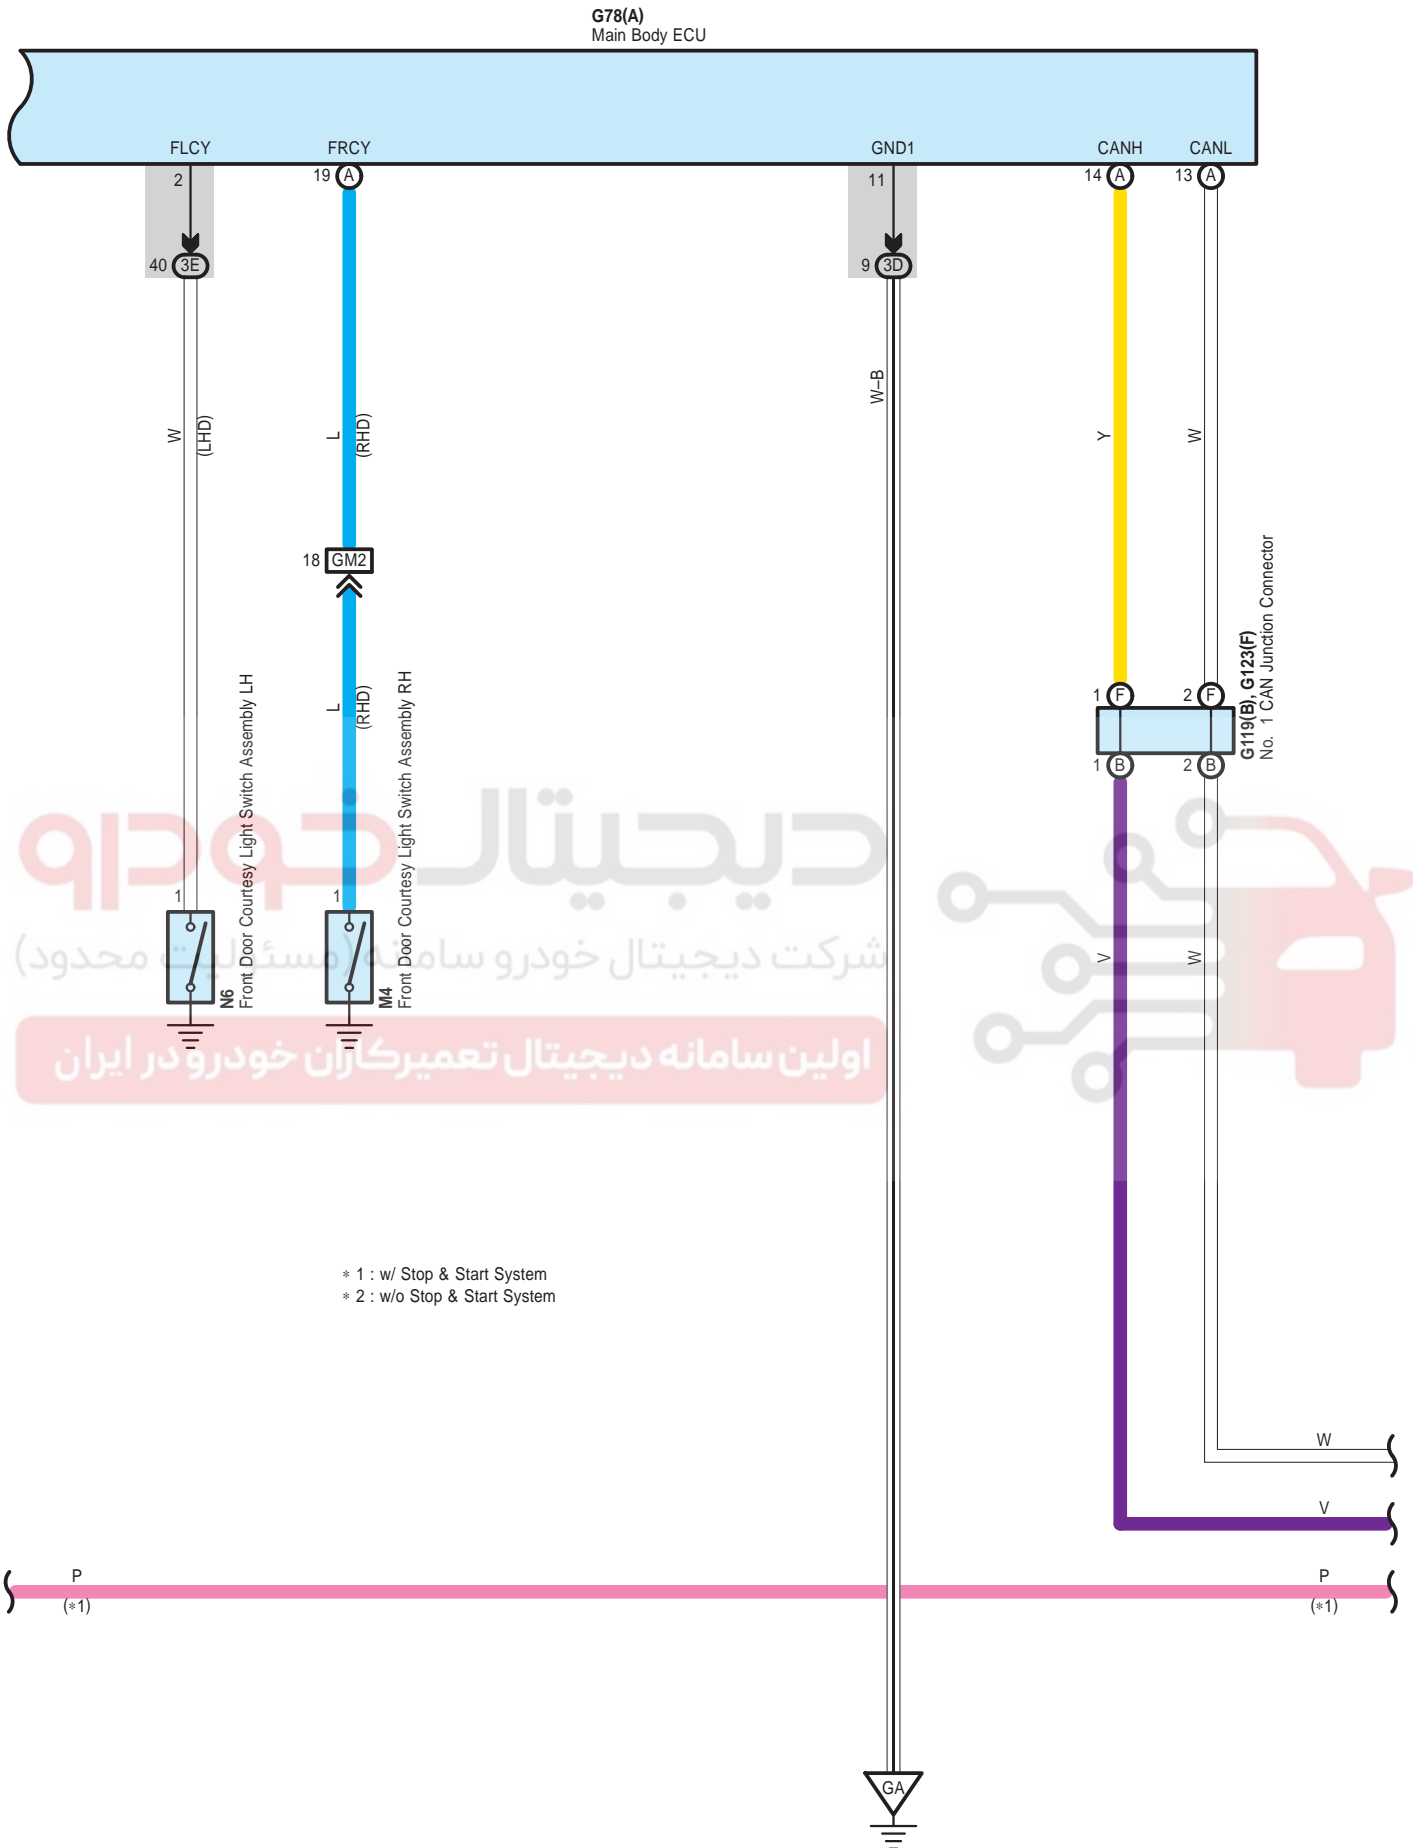 G78(A)
Main Body ECU
FLCY
FRCY
GND1
CANH
CANL
2
19 A
11
14 A
13 A
40 3E
9 3D
W
(LHD)
L
(RHD)
W–B
Y
W
18 GM2
L
(RHD)
1 F
2 F
1 B
2 B
G119(B), G123(F)
No. 1 CAN Junction Connector
دیجیتال خودرو
1
1
N6
Front Door Courtesy Light Switch Assembly LH
M4
Front Door Courtesy Light Switch Assembly RH
V
W
شرکت دیجیتال خودرو سامانه (مسئولیت محدود)
اولین سامانه دیجیتال تعمیرکاران خودرو در ایران
* 1 : w/ Stop & Start System
* 2 : w/o Stop & Start System
W
V
P
(*1)
P
(*1)
GA